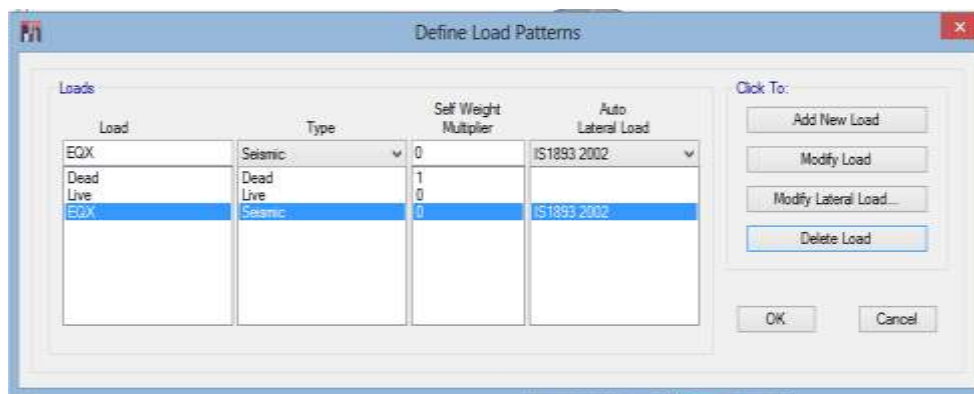 Define Load Patterns
Loads
Click To:
Load Type Self Weight Multiplier Auto Lateral Load
EQX Seismic 0 IS1893 2002
Dead Dead 1
Live Live 0
EQX Seismic 0 IS1893 2002
Add New Load
Modify Load
Modify Lateral Load...
Delete Load
OK Cancel